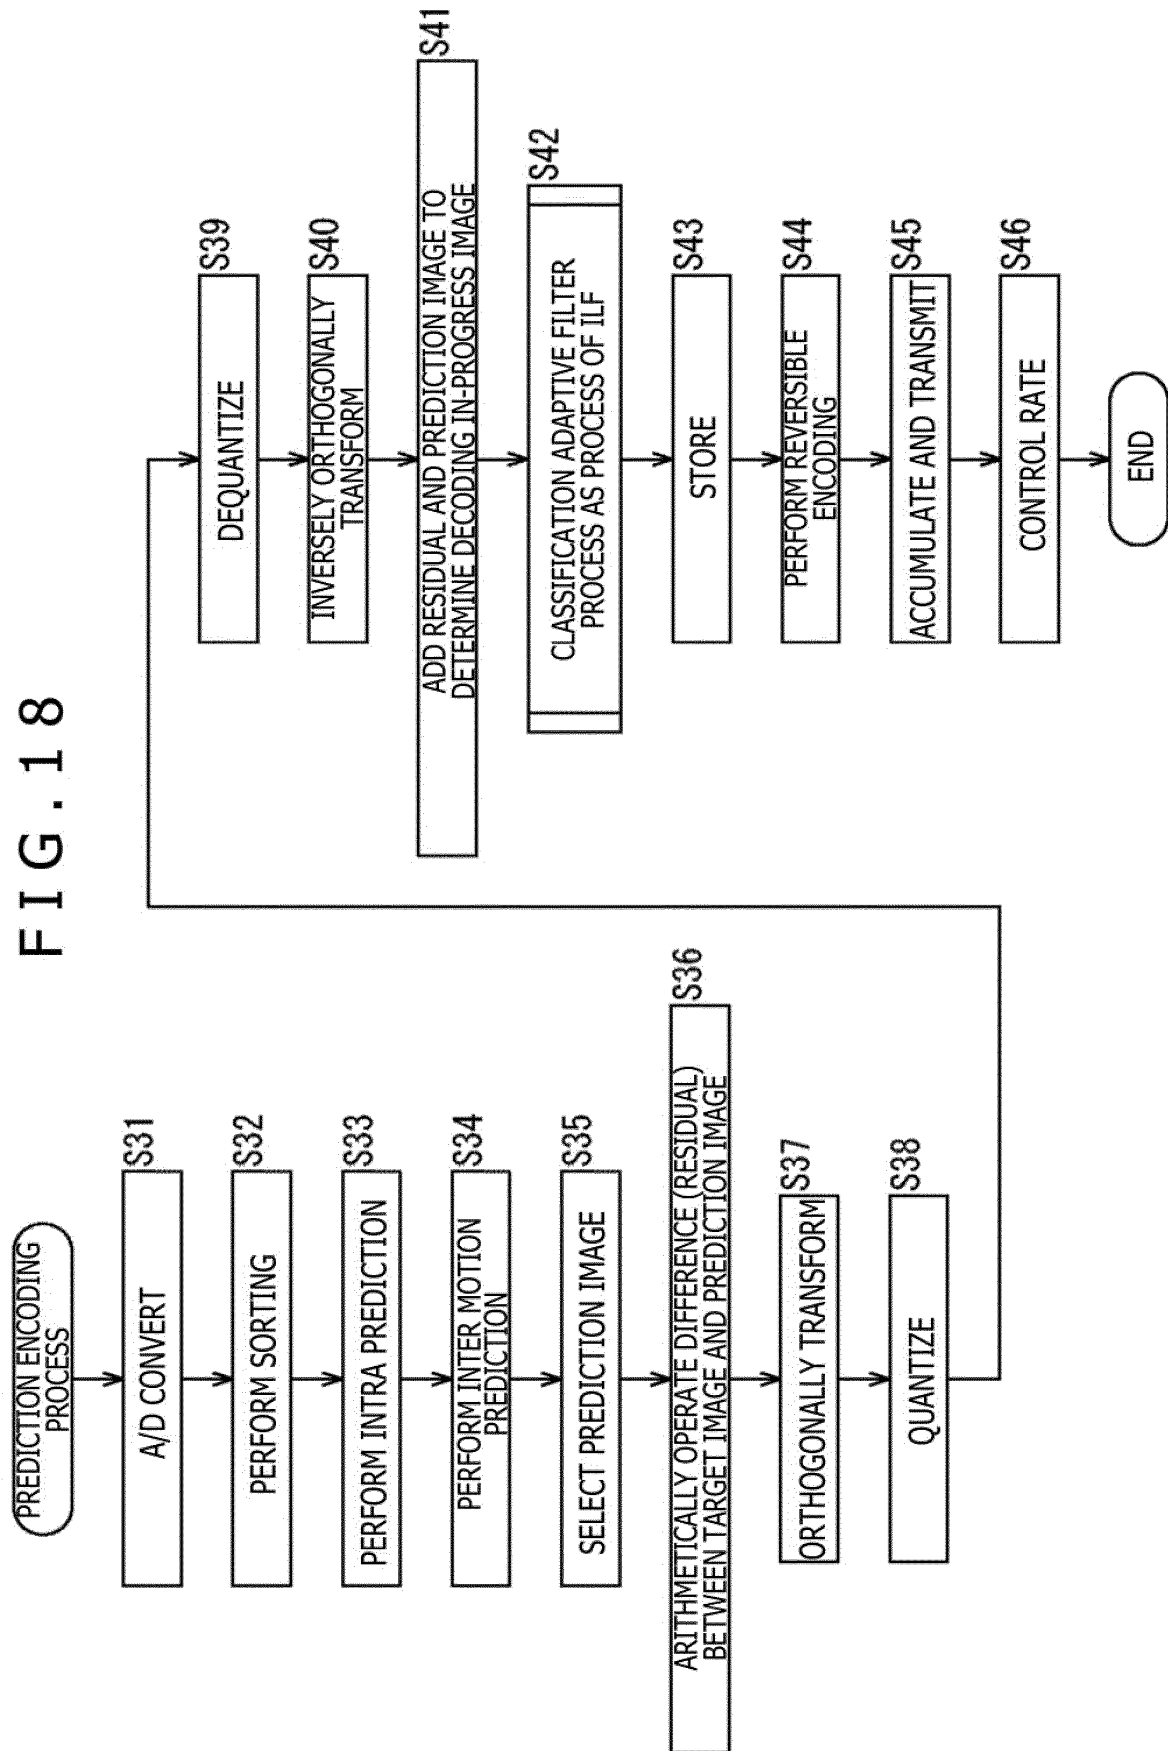 FIG.18
PREDICTION ENCODING
PROCESS
S31
A/D CONVERT
S32
PERFORM SORTING
S33
PERFORM INTRA PREDICTION
S34
PERFORM INTER MOTION
PREDICTION
S35
SELECT PREDICTION IMAGE
S36
ARITHMETICALLY OPERATE DIFFERENCE (RESIDUAL)
BETWEEN TARGET IMAGE AND PREDICTION IMAGE
S37
ORTHOGONALLY TRANSFORM
S38
QUANTIZE
S39
DEQUANTIZE
S40
INVERSELY ORTHOGONALLY
TRANSFORM
S41
ADD RESIDUAL AND PREDICTION IMAGE TO
DETERMINE DECODING IN-PROGRESS IMAGE
S42
CLASSIFICATION ADAPTIVE FILTER
PROCESS AS PROCESS OF ILF
S43
STORE
S44
PERFORM REVERSIBLE
ENCODING
S45
ACCUMULATE AND TRANSMIT
S46
CONTROL RATE
END